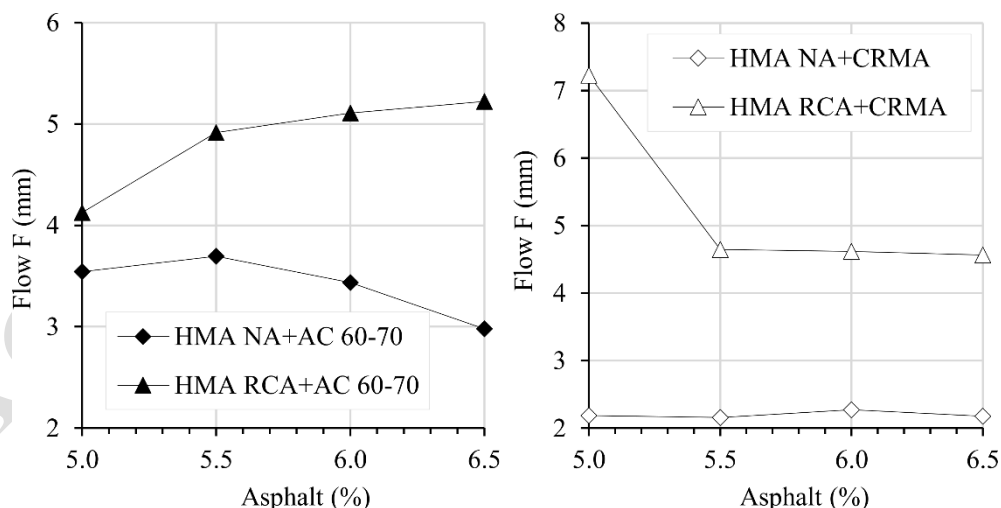 6
5
4
3
2
Flow F (mm)
HMA NA+AC 60-70
HMA RCA+AC 60-70
5.0 5.5 6.0 6.5
Asphalt (%)
8
7
6
5
4
3
2
Flow F (mm)
HMA NA+CRMA
HMA RCA+CRMA
5.0 5.5 6.0 6.5
Asphalt (%)